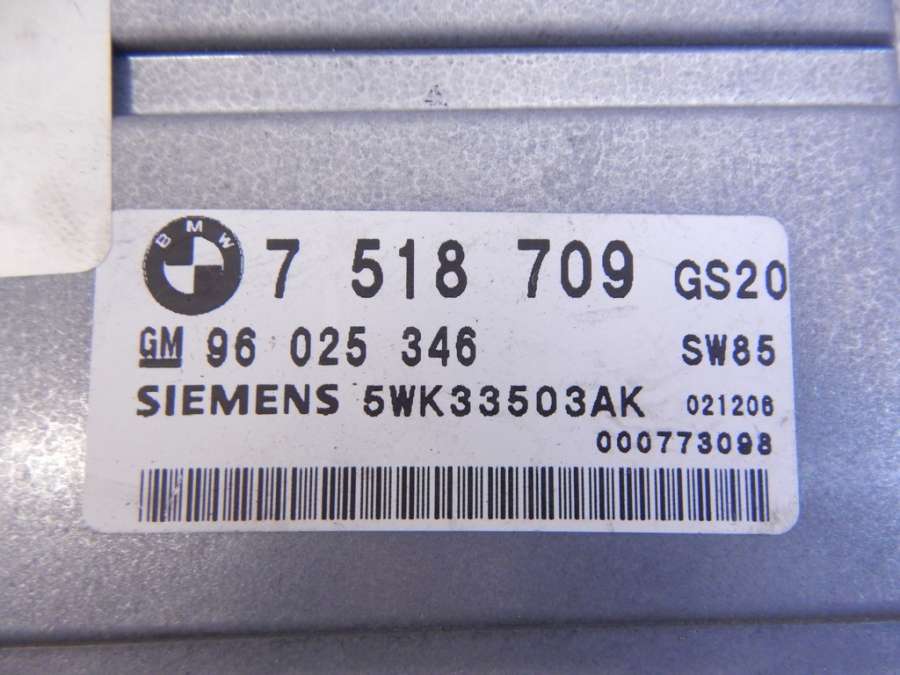 BMW 7 518 709 GS20
GM 96 025 346 SW85
SIEMENS 5WK33503AK 021206
000773098